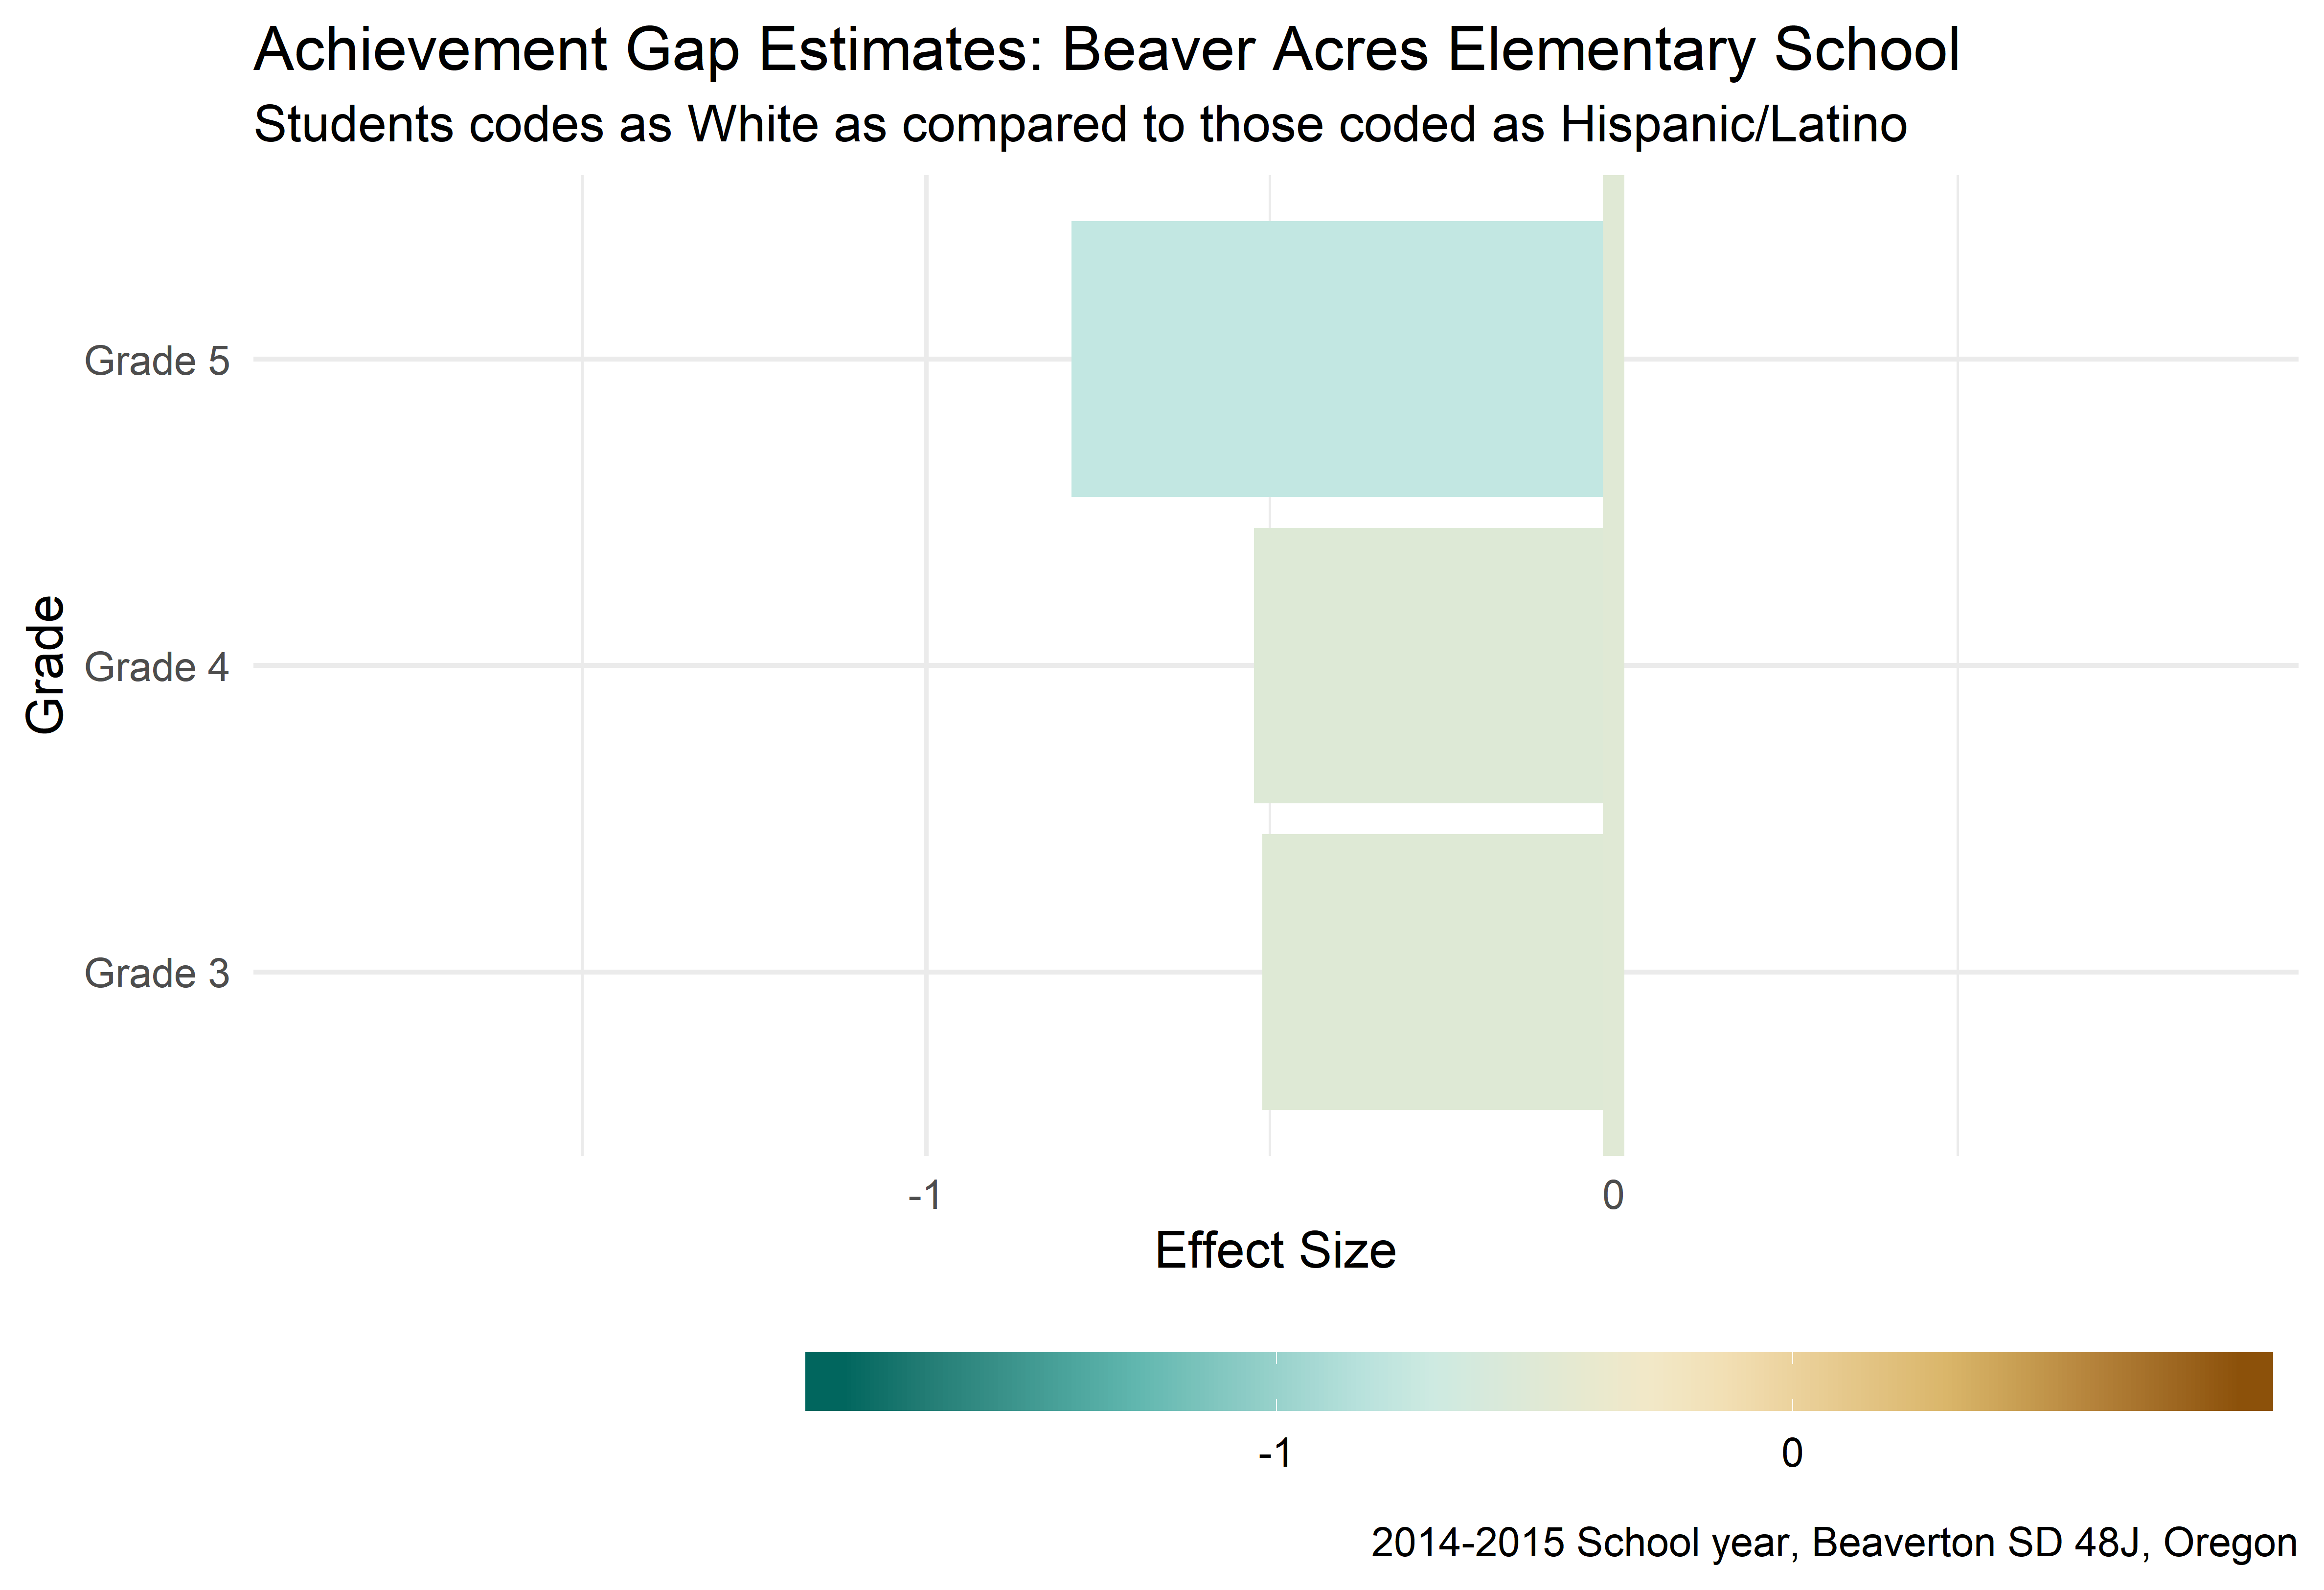 Achievement Gap Estimates: Beaver Acres Elementary School
Students codes as White as compared to those coded as Hispanic/Latino
Grade
Grade 5
Grade 4
Grade 3
-1
0
Effect Size
-1
0
2014-2015 School year, Beaverton SD 48J, Oregon